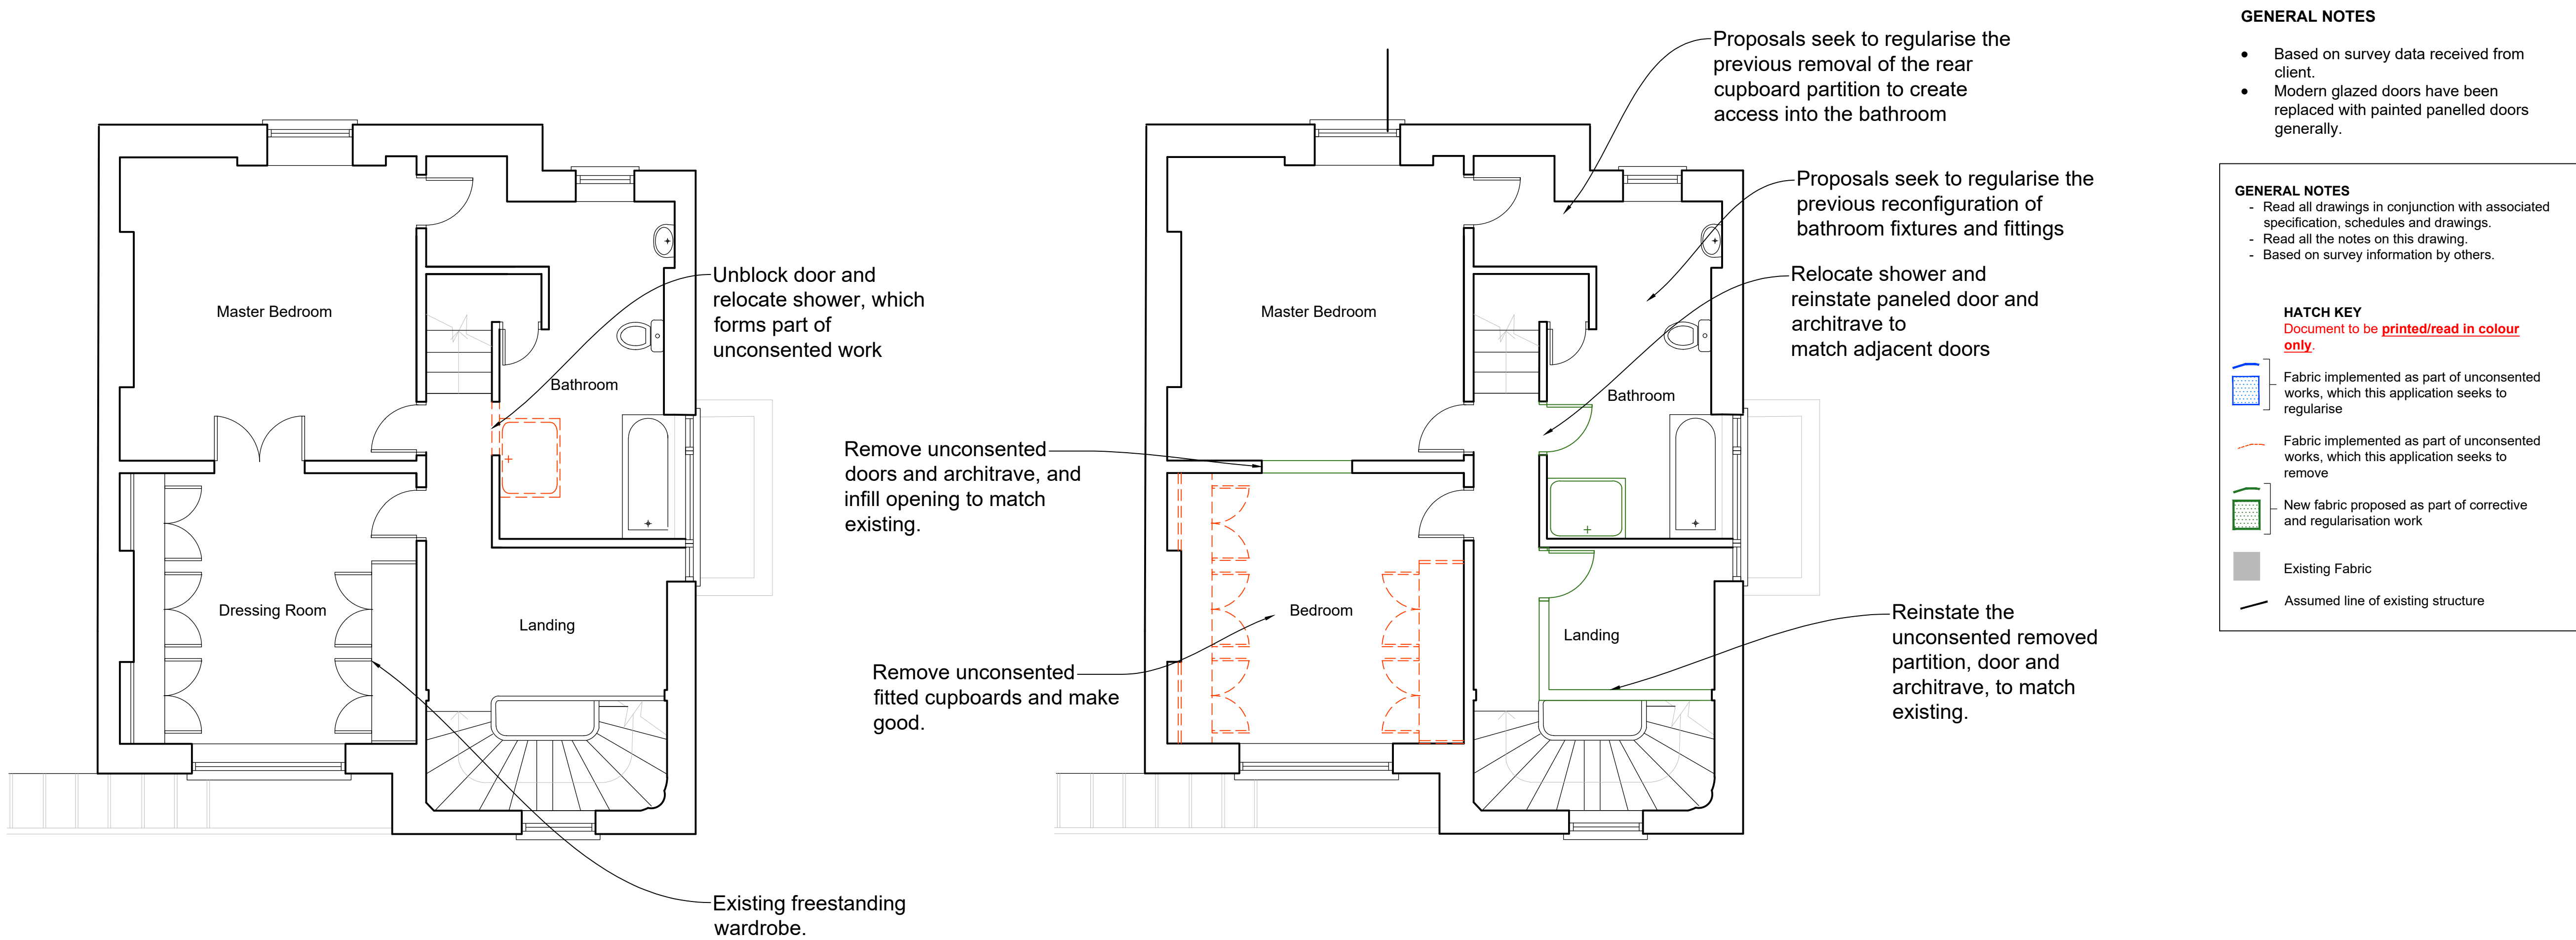 Master Bedroom
Bathroom
Dressing Room
Landing
Unblock door and
relocate shower, which
forms part of
unconsented work
Existing freestanding
wardrobe.
Remove unconsented
doors and architrave, and
infill opening to match
existing.
Remove unconsented
fitted cupboards and make
good.
Master Bedroom
Bathroom
Bedroom
Landing
Proposals seek to regularise the
previous removal of the rear
cupboard partition to create
access into the bathroom
Proposals seek to regularise the
previous reconfiguration of
bathroom fixtures and fittings
Relocate shower and
reinstate paneled door and
architrave to
match adjacent doors
Reinstate the
unconsented removed
partition, door and
architrave, to match
existing.
GENERAL NOTES
• Based on survey data received from
client.
• Modern glazed doors have been
replaced with painted panelled doors
generally.
GENERAL NOTES
- Read all drawings in conjunction with associated
specification, schedules and drawings.
- Read all the notes on this drawing.
- Based on survey information by others.
HATCH KEY
Document to be printed/read in colour
only.
Fabric implemented as part of unconsented
works, which this application seeks to
regularise
Fabric implemented as part of unconsented
works, which this application seeks to
remove
New fabric proposed as part of corrective
and regularisation work
Existing Fabric
Assumed line of existing structure